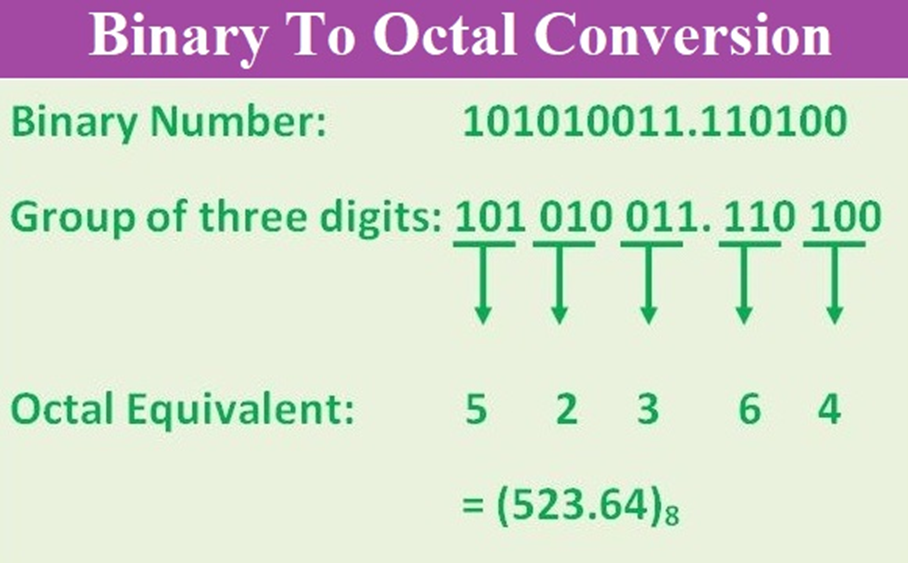 Binary To Octal Conversion
Binary Number: 101010011.110100
Group of three digits: 101 010 011. 110 100
Octal Equivalent: 5 2 3 6 4
= (523.64)₈